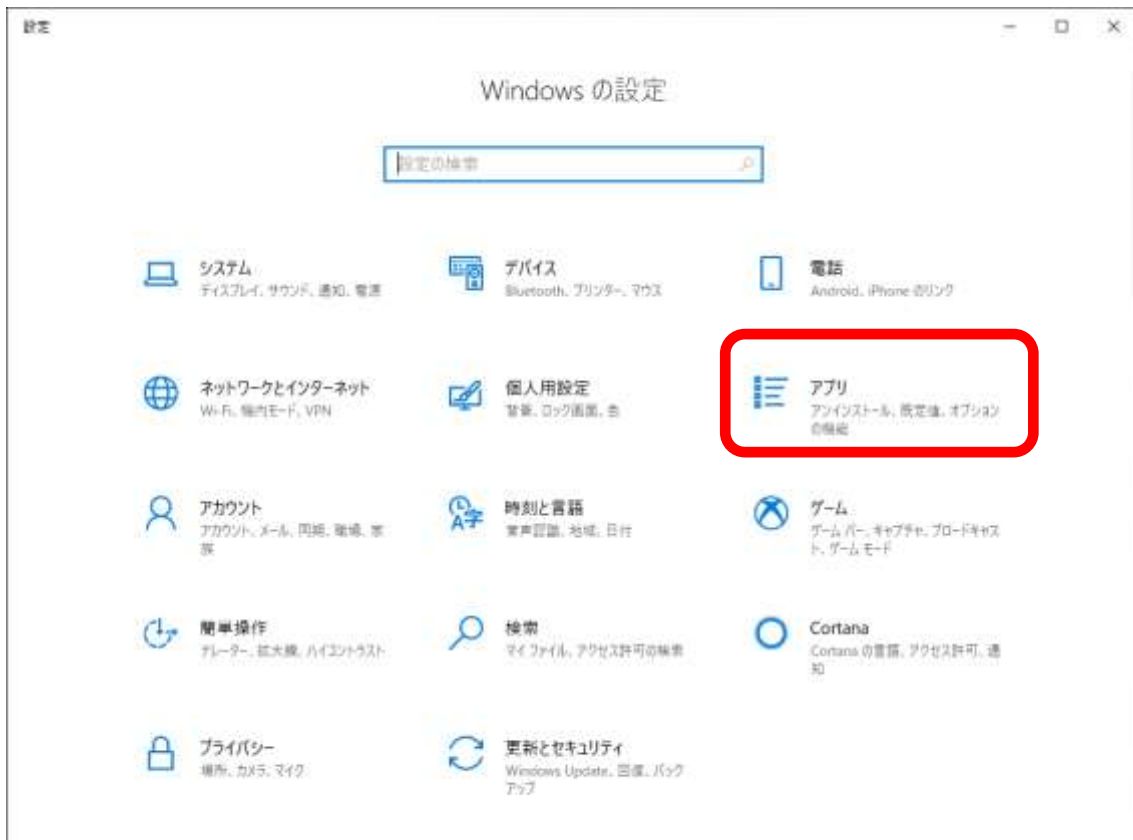 設定
Windows の設定
設定の検索
システム
ディスプレイ、サウンド、通知、電源
デバイス
Bluetooth、プリンター、マウス
電話
Android、iPhone のリンク
ネットワークとインターネット
Wi-Fi、機内モード、VPN
個人用設定
背景、ロック画面、色
アプリ
アンインストール、既定値、オプション
の機能
アカウント
アカウント、メール、同期、職場、家
族
時刻と言語
音声認識、地域、日付
ゲーム
ゲーム バー、キャプチャ、ブロードキャス
ト、ゲーム モード
簡単操作
ナレーター、拡大鏡、ハイコントラスト
検索
マイ ファイル、アクセス許可の検索
Cortana
Cortana の言語、アクセス許可、通
知
プライバシー
場所、カメラ、マイク
更新とセキュリティ
Windows Update、回復、バック
アップ